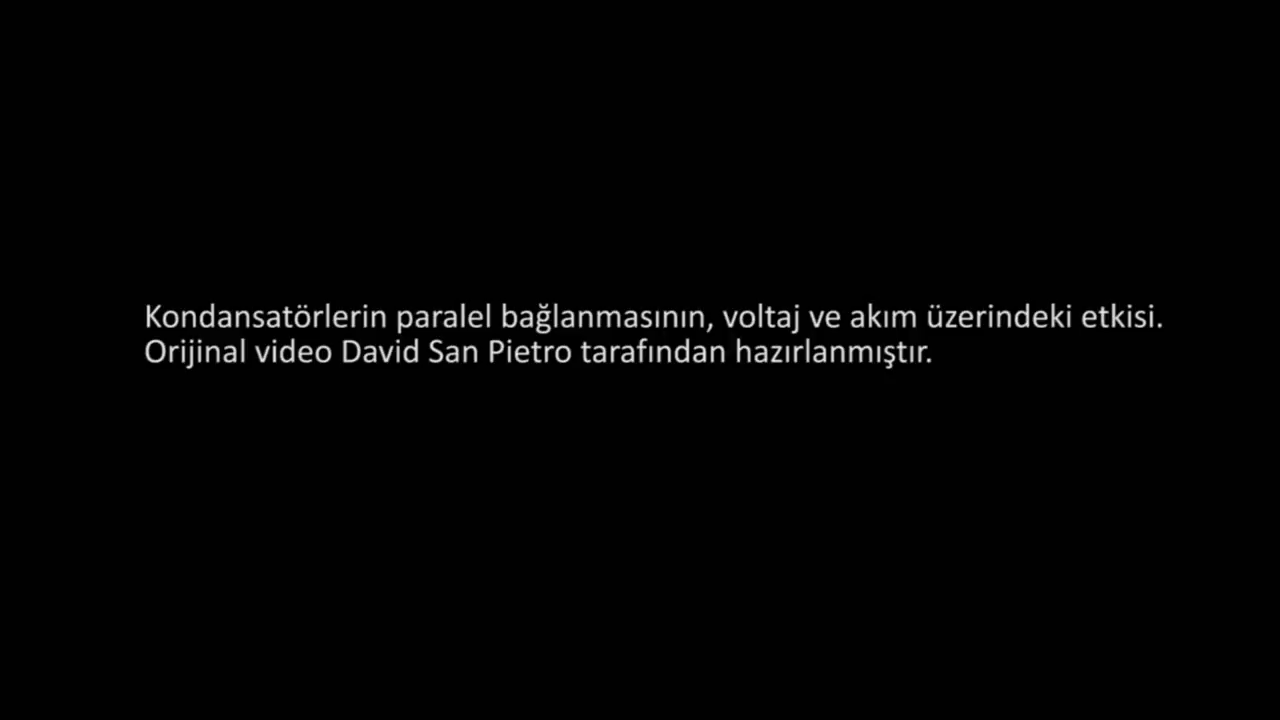 Kondansatörlerin paralel bağlanmasının, voltaj ve akım üzerindeki etkisi.
Orijinal video David San Pietro tarafından hazırlanmıştır.